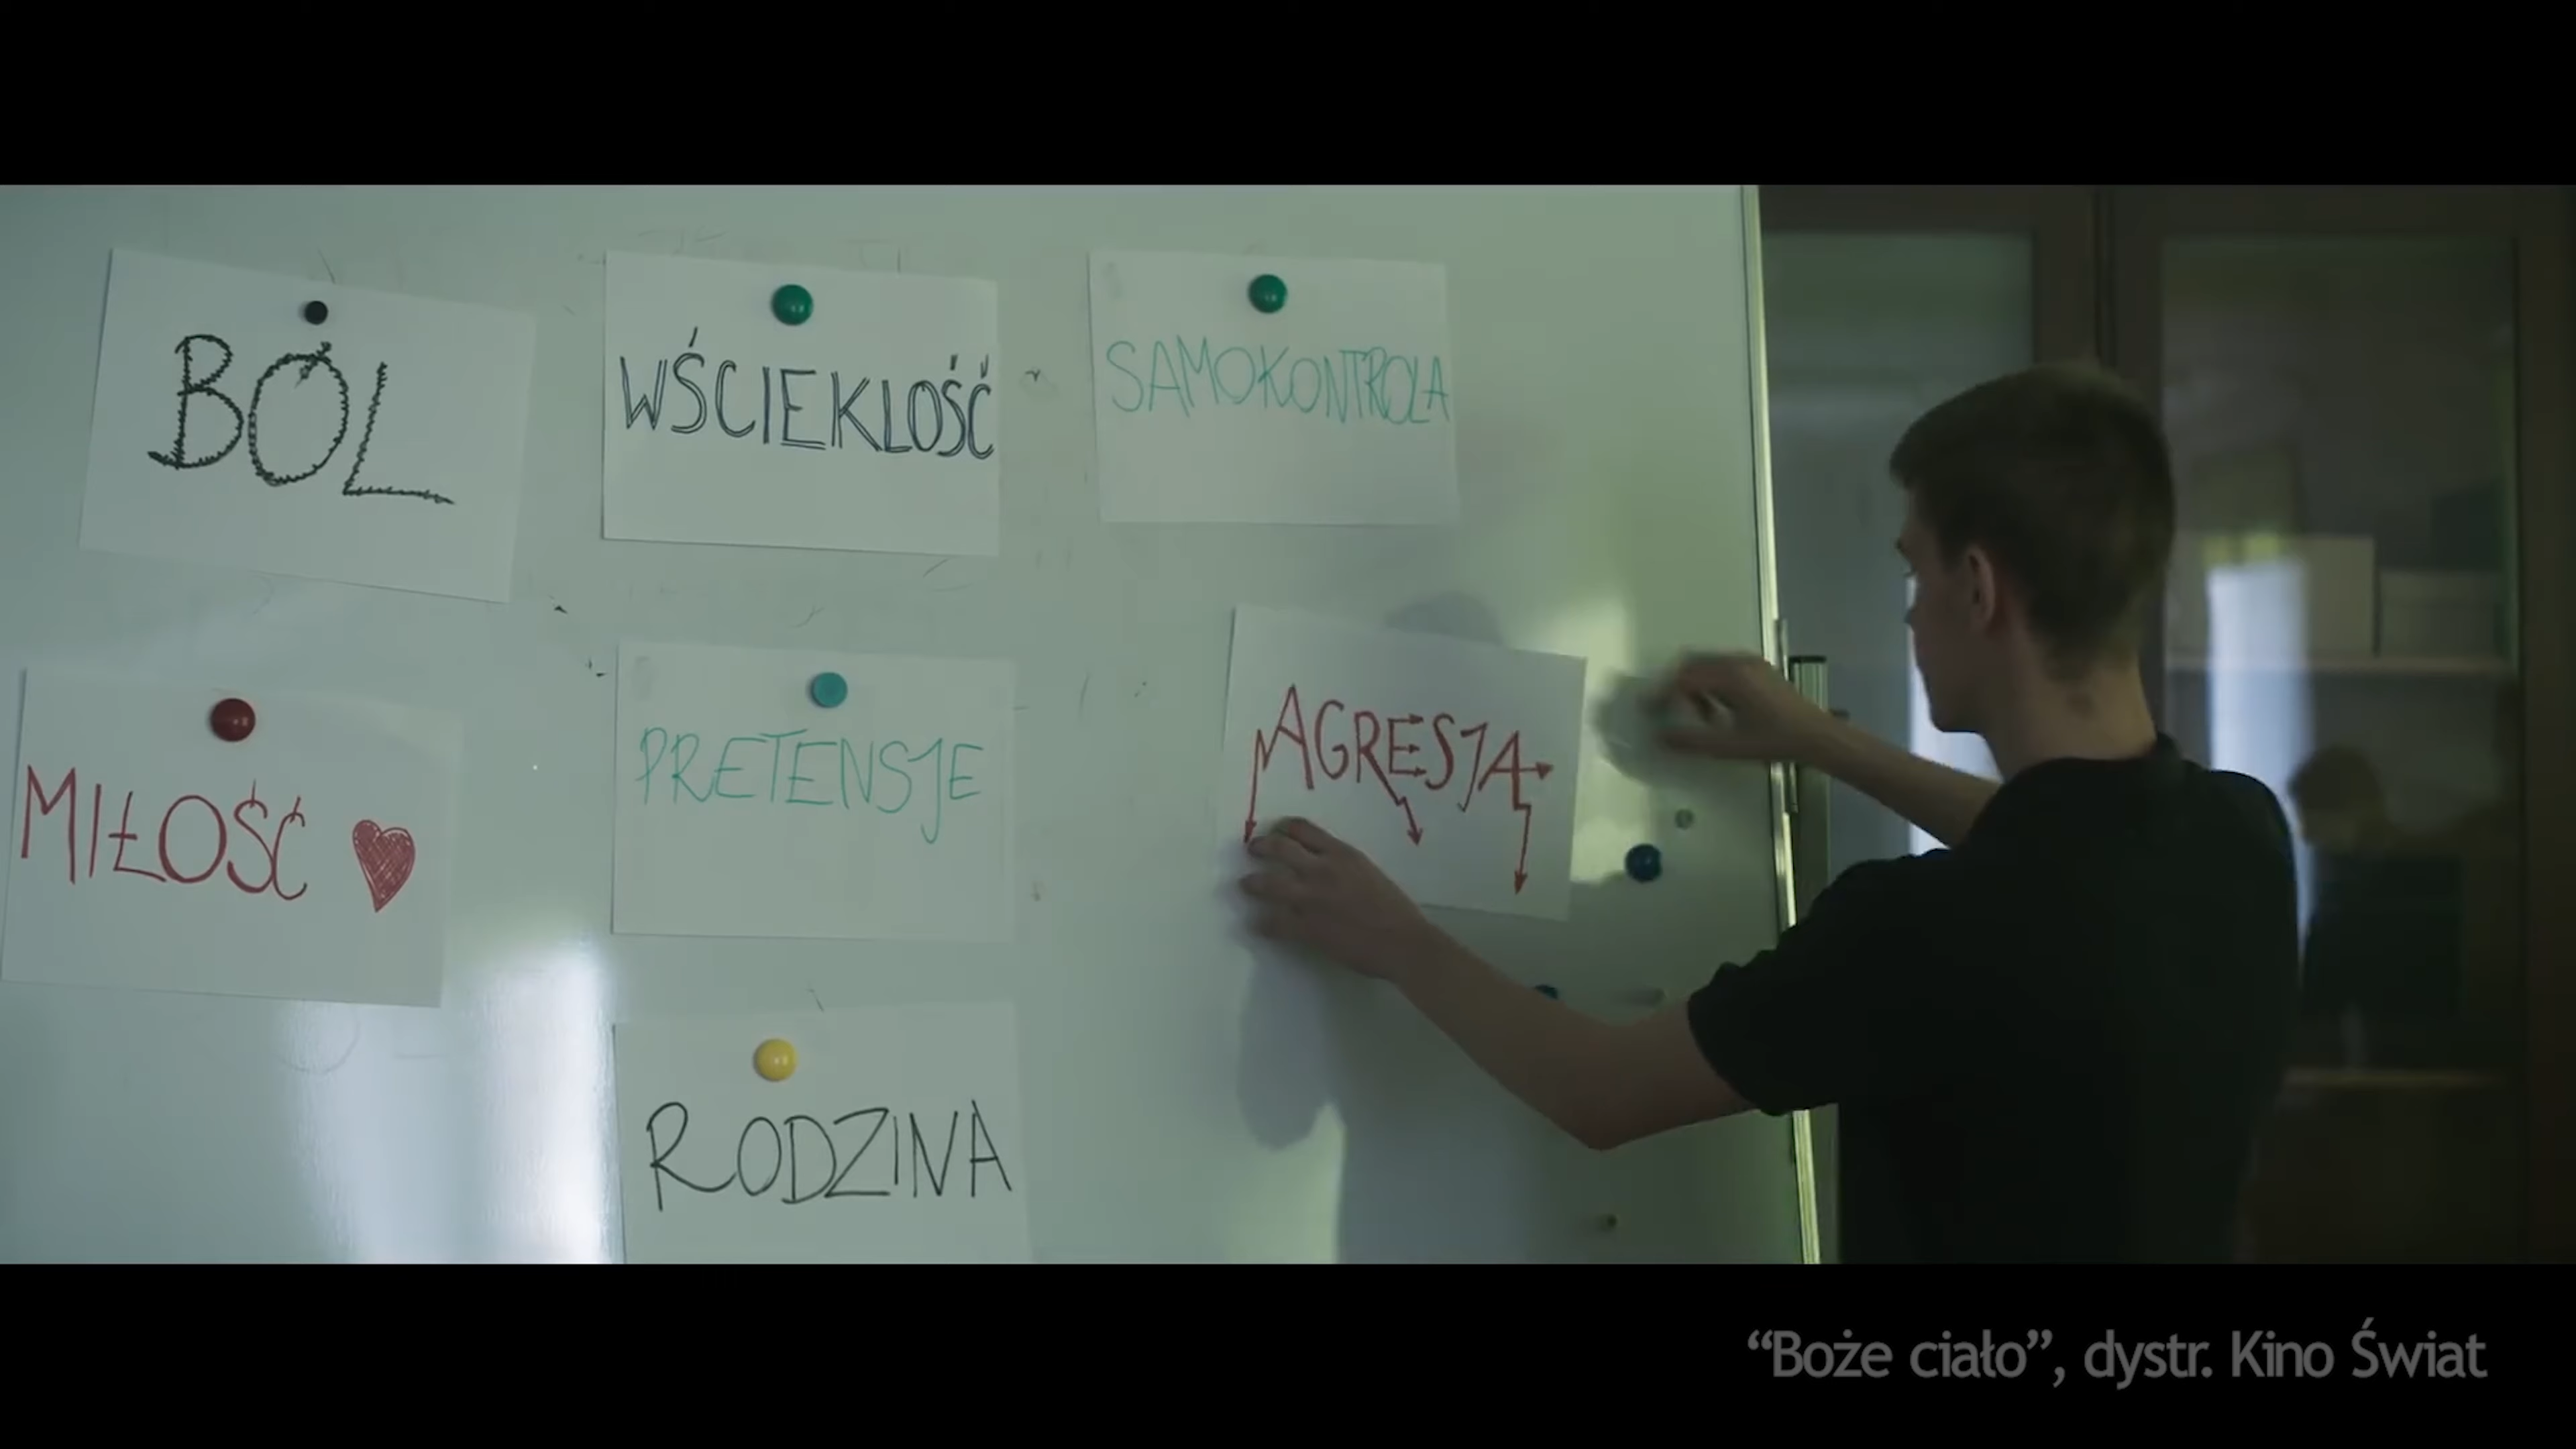 BÓL
WŚCIEKLOŚĆ
SAMOKONTROLA
MIŁOŚĆ
PRETENSJE
AGRESJA
RODZINA
“Boże ciało”, dystr. Kino Świat